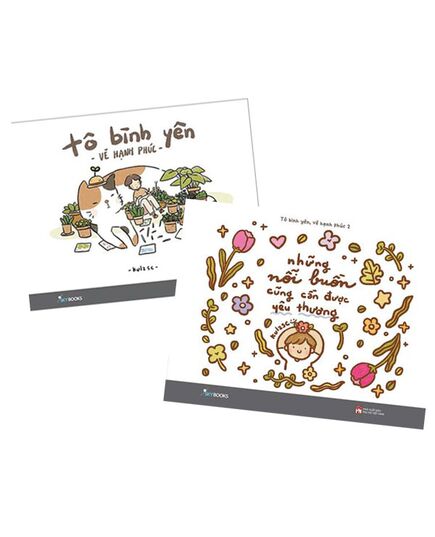 tô bình yên
- VẼ HẠNH PHÚC -
- kulzsc -
SKYBOOKS
Tô bình yên, vẽ hạnh phúc 2
những
nỗi buồn
cũng cần được
yêu thương
kulzsc
SKYBOOKS